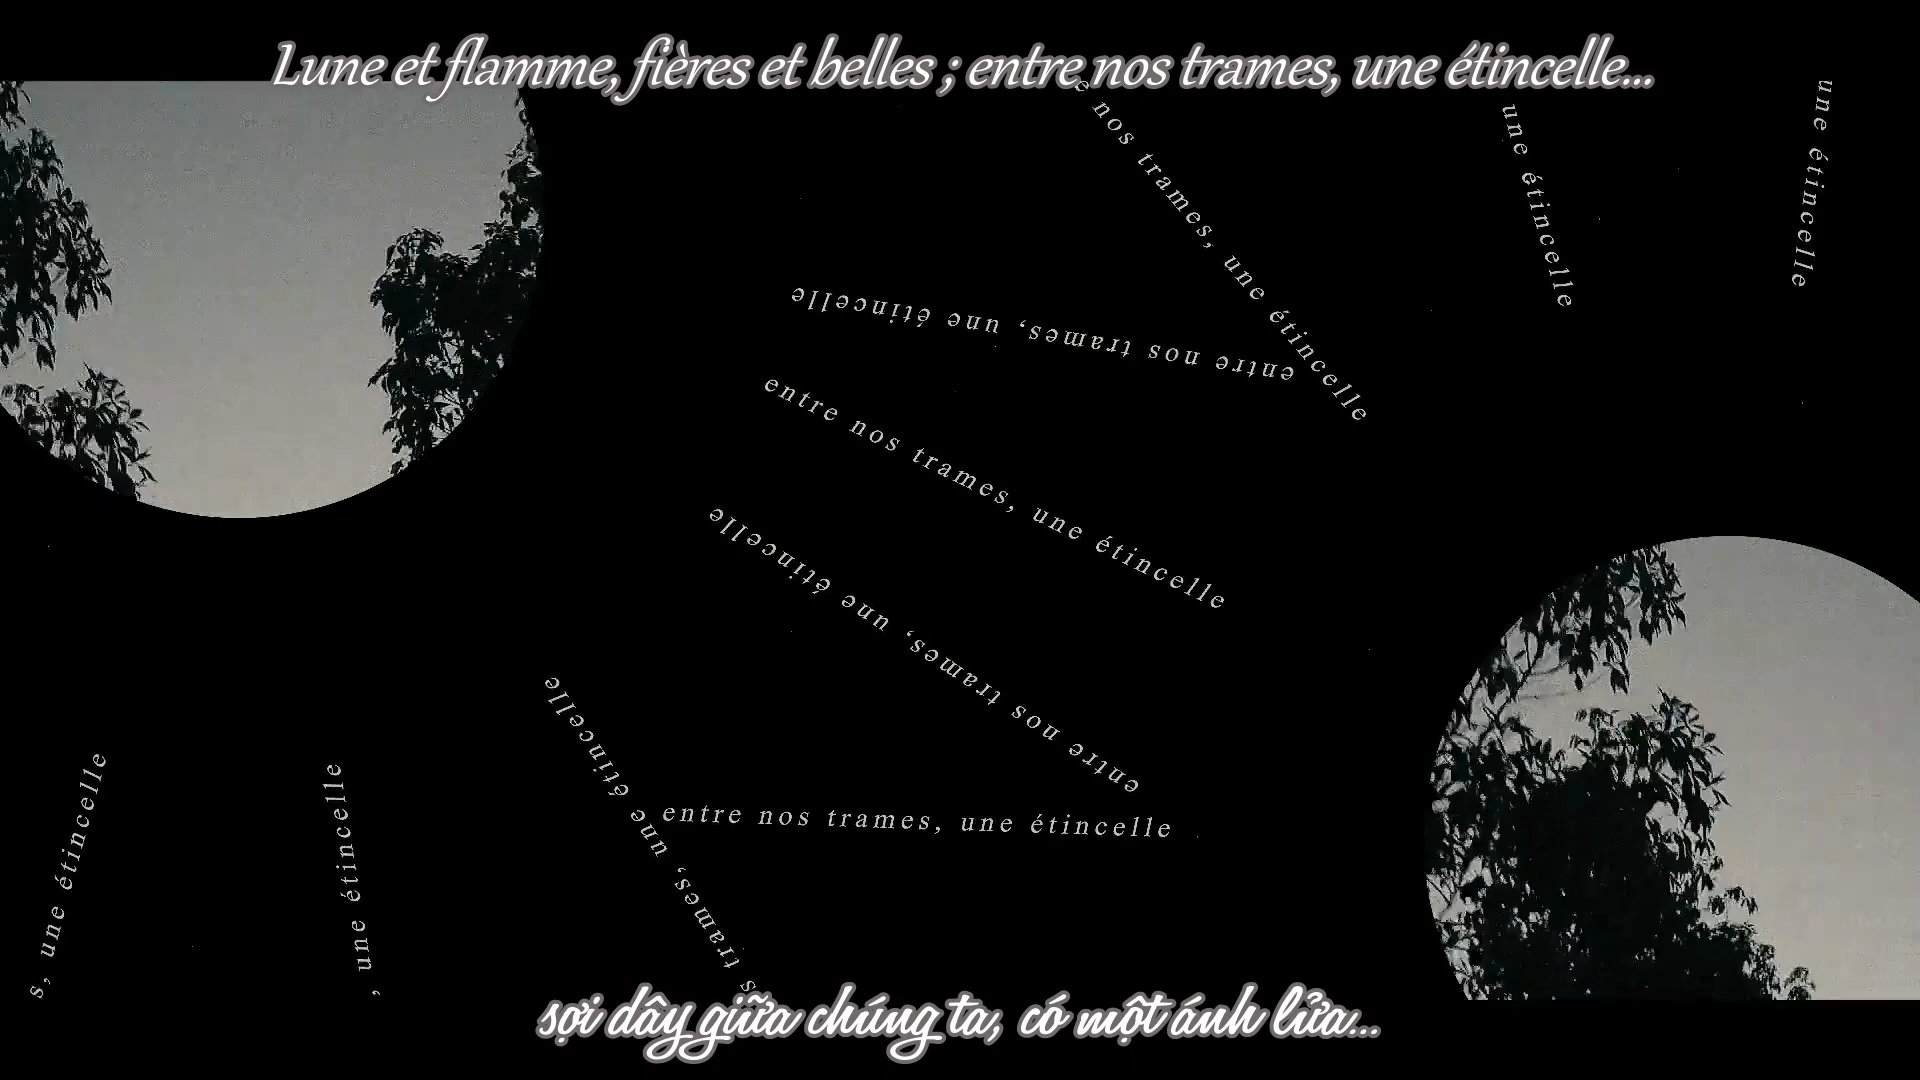 Lune et flamme, fières et belles ; entre nos trames, une étincelle...
e nos trames, une étincelle
une étincelle
une étincelle
entre nos trames, une étincelle
entre nos trames, une étincelle
entre nos trames, une étincelle
s trames, une étincelle
entre nos trames, une étincelle
s, une étincelle
, une étincelle
sợi dây giữa chúng ta, có một ánh lửa...